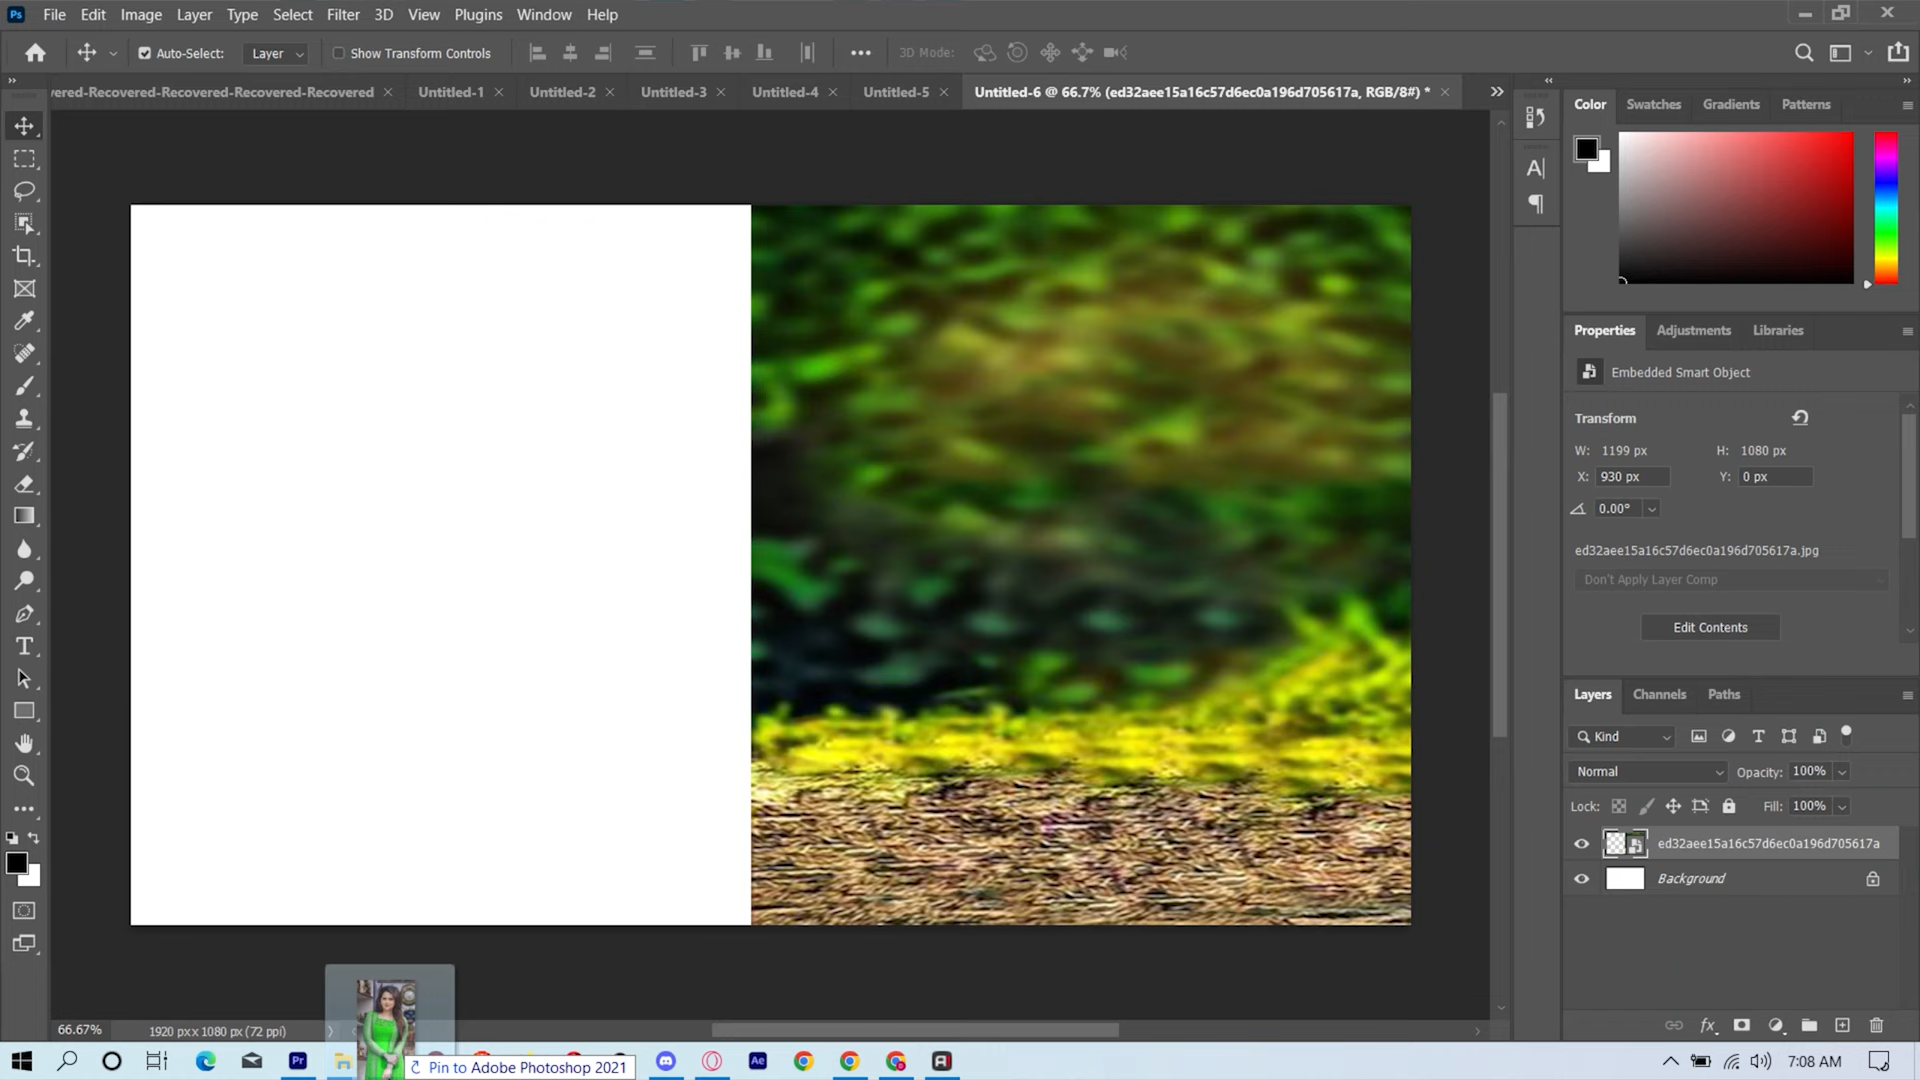 Ps File Edit Image Layer Type Select Filter 3D View Plugins Window Help
Auto-Select: Layer Show Transform Controls 3D Mode:
ered-Recovered-Recovered-Recovered-Recovered Untitled-1 Untitled-2 Untitled-3 Untitled-4 Untitled-5 Untitled-6 @ 66.7% (ed32aee15a16c57d6ec0a196d705617a, RGB/8#) *
Color Swatches Gradients Patterns
Properties Adjustments Libraries
Embedded Smart Object
Transform
W: 1199 px H: 1080 px
X: 930 px Y: 0 px
0.00°
ed32aee15a16c57d6ec0a196d705617a.jpg
Don't Apply Layer Comp
Edit Contents
Layers Channels Paths
Kind
Normal Opacity: 100%
Lock: Fill: 100%
ed32aee15a16c57d6ec0a196d705617a
Background
66.67% 1920 px x 1080 px (72 ppi)
Pr Pin to Adobe Photoshop 2021 Ae 7:08 AM